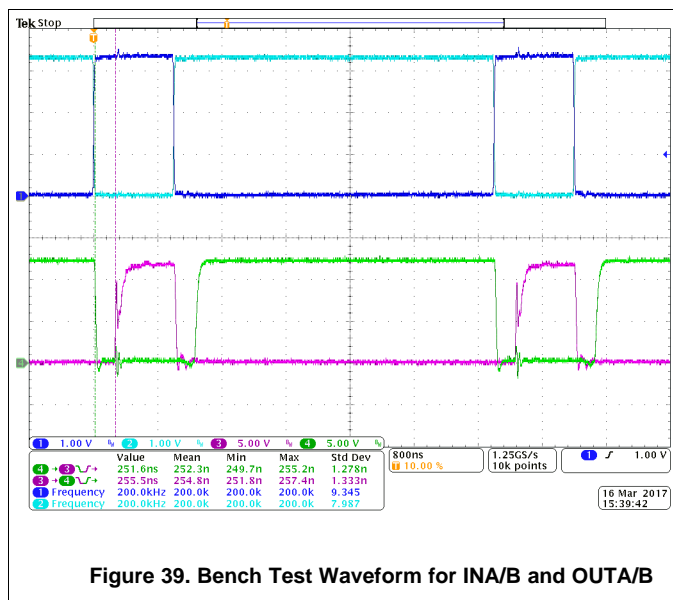 Tek Stop
T
T
1
4
1 1.00 V 2 1.00 V 3 5.00 V 4 5.00 V
800ns
T 10.00 %
1.25GS/s
10k points
1 1.00 V
Value Mean Min Max Std Dev
4 → 3 → 251.6ns 252.3n 249.7n 255.2n 1.278n
3 → 4 → 255.5ns 254.8n 251.8n 257.4n 1.333n
1 Frequency 200.0kHz 200.0k 200.0k 200.0k 9.345
2 Frequency 200.0kHz 200.0k 200.0k 200.0k 7.987
16 Mar 2017
15:39:42
Figure 39. Bench Test Waveform for INA/B and OUTA/B